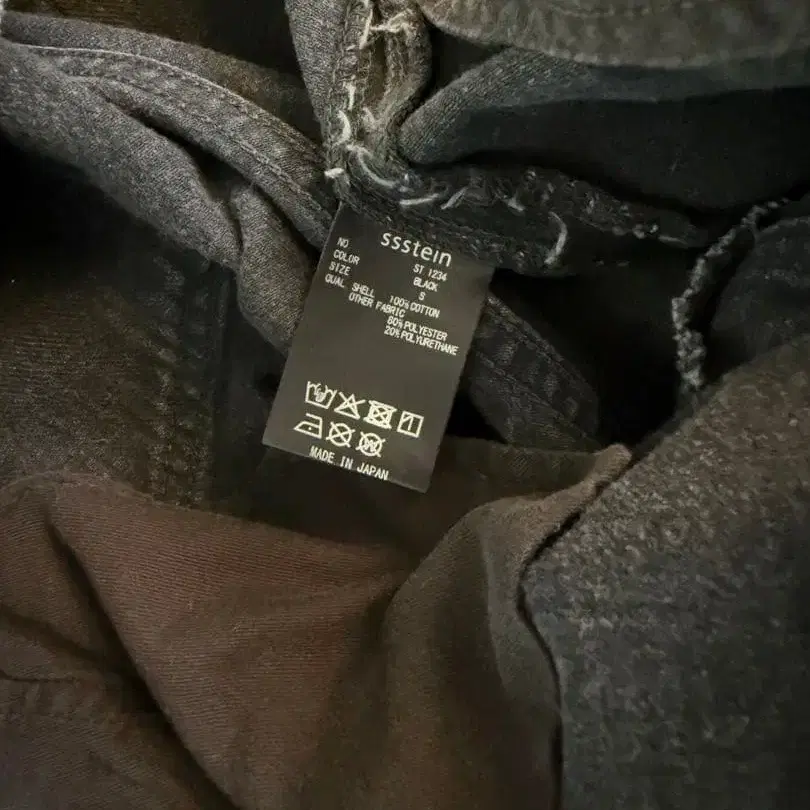 ssstein
NO ST 1234
COLOR BLACK
SIZE S
QUAL SHELL 100%COTTON
OTHER FABRIC
80%POLYESTER
20%POLYURETHANE
MADE IN JAPAN